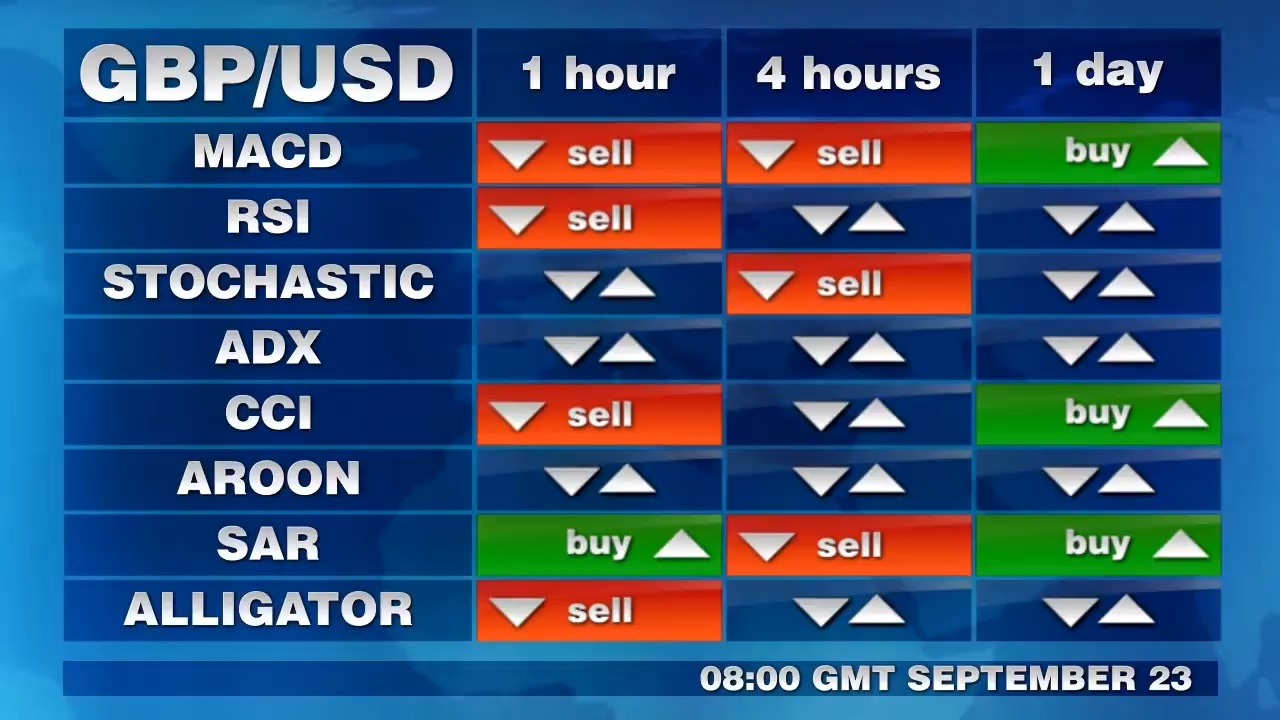 GBP/USD 1 hour 4 hours 1 day
MACD sell sell buy
RSI sell
STOCHASTIC sell
ADX
CCI sell buy
AROON
SAR buy sell buy
ALLIGATOR sell
08:00 GMT SEPTEMBER 23